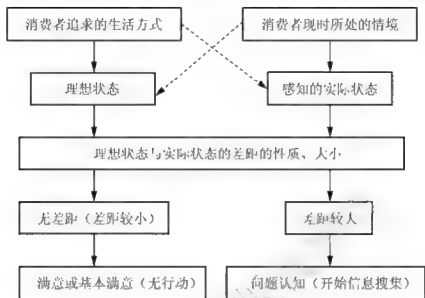 消费者追求的生活方式
消费者现时所处的情境
理想状态
感知的实际状态
理想状态与实际状态的差距的性质、大小
无差距（差距较小）
差距较大
满意或基本满意（无行动）
问题认知（开始信息搜集）